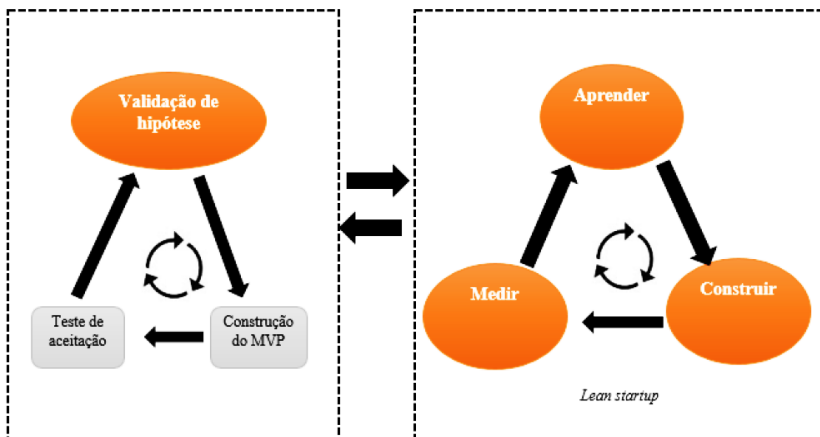 Validação de
hipótese
Teste de
aceitação
Construção
do MVP
Aprender
Medir
Construir
Lean startup